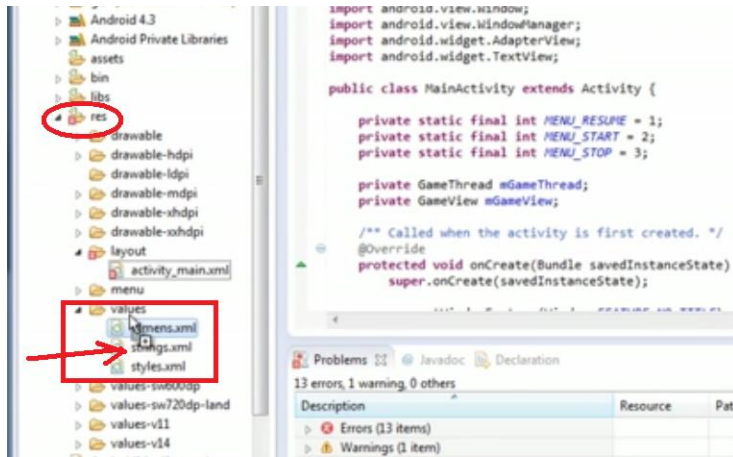 Android 4.3
Android Private Libraries
assets
bin
libs
res
drawable
drawable-hdpi
drawable-ldpi
drawable-mdpi
drawable-xhdpi
drawable-xxhdpi
layout
activity_main.xml
menu
values
mens.xml
strings.xml
styles.xml
values-sw600dp
values-sw720dp-land
values-v11
values-v14
import android.view.Window;
import android.view.WindowManager;
import android.widget.AdapterView;
import android.widget.TextView;
public class MainActivity extends Activity {
private static final int MENU_RESUME = 1;
private static final int MENU_START = 2;
private static final int MENU_STOP = 3;
private GameThread mGameThread;
private GameView mGameView;
/** Called when the activity is first created. */
@Override
protected void onCreate(Bundle savedInstanceState)
super.onCreate(savedInstanceState);
Problems Javadoc Declaration
13 errors, 1 warning, 0 others
Description Resource Pat
Errors (13 items)
Warnings (1 item)